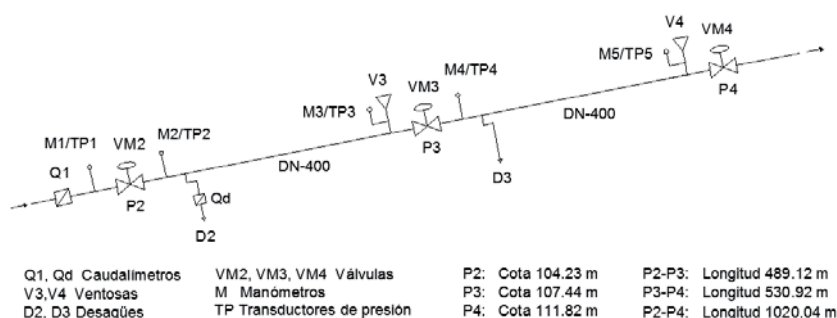 V4
VM4
M5/TP5
V3
VM3
M4/TP4
P4
M3/TP3
DN-400
M2/TP2
VM2
M1/TP1
P3
Q1
DN-400
D3
P2
Qd
D2
Q1, Qd Caudalímetros
V3,V4 Ventosas
D2, D3 Desagües
VM2, VM3, VM4 Válvulas
M Manómetros
TP Transductores de presión
P2: Cota 104.23 m
P3: Cota 107.44 m
P4: Cota 111.82 m
P2-P3: Longitud 489.12 m
P3-P4: Longitud 530.92 m
P2-P4: Longitud 1020.04 m